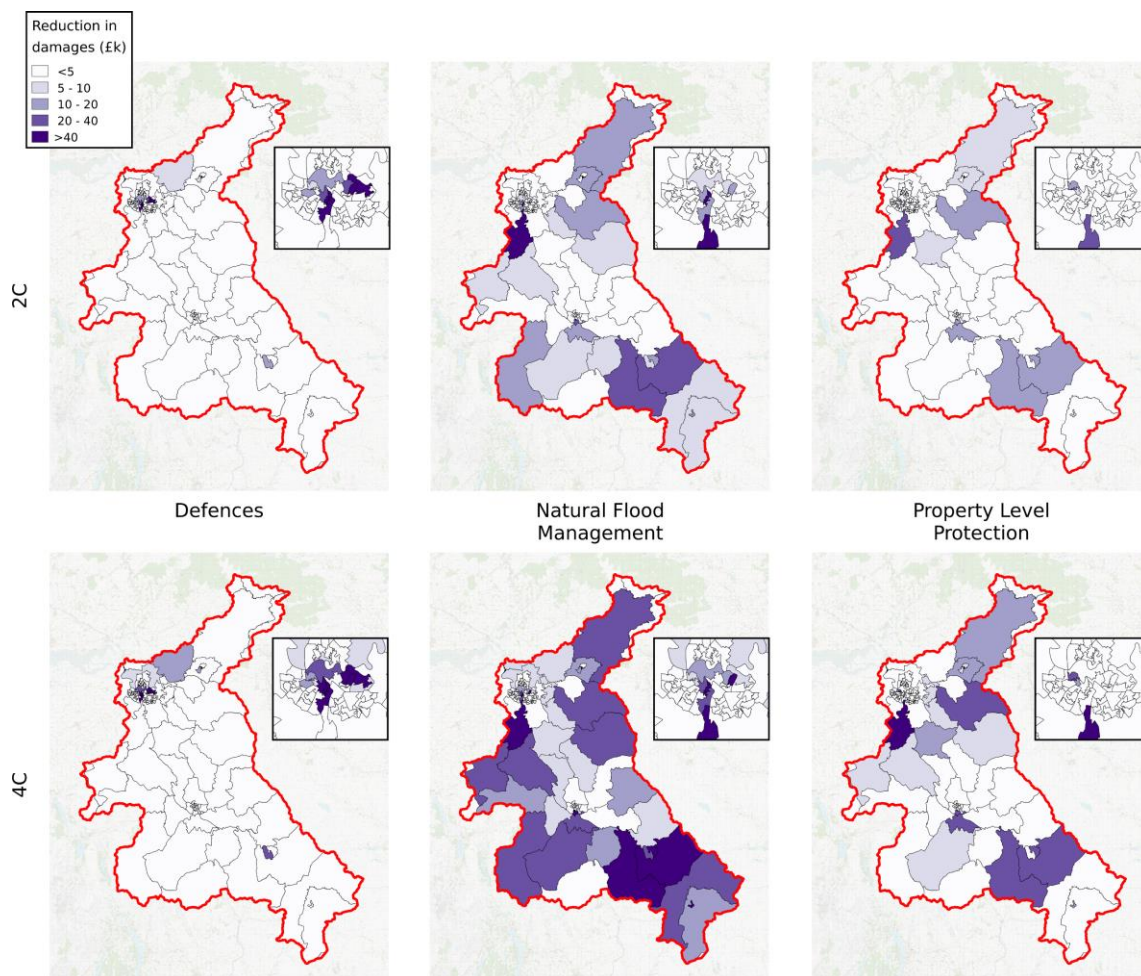 Reduction in
damages (£k)
<5
5 - 10
10 - 20
20 - 40
>40
2C
Defences
Natural Flood
Management
Property Level
Protection
4C